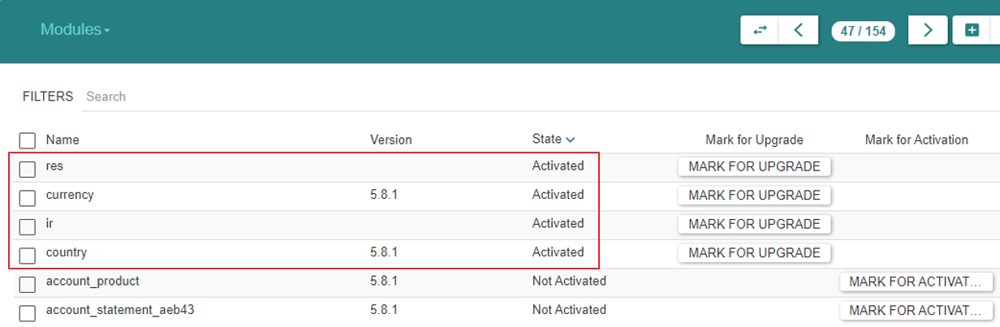 Modules
47 / 154
FILTERS Search
Name Version State Mark for Upgrade Mark for Activation
res Activated MARK FOR UPGRADE
currency 5.8.1 Activated MARK FOR UPGRADE
ir Activated MARK FOR UPGRADE
country 5.8.1 Activated MARK FOR UPGRADE
account_product 5.8.1 Not Activated MARK FOR ACTIVAT...
account_statement_aeb43 5.8.1 Not Activated MARK FOR ACTIVAT...